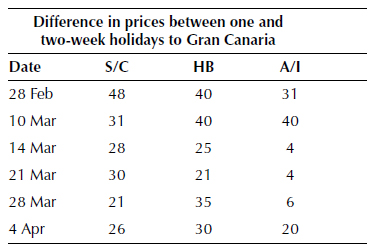 Difference in prices between one and
two-week holidays to Gran Canaria
Date S/C HB A/I
28 Feb 48 40 31
10 Mar 31 40 40
14 Mar 28 25 4
21 Mar 30 21 4
28 Mar 21 35 6
4 Apr 26 30 20